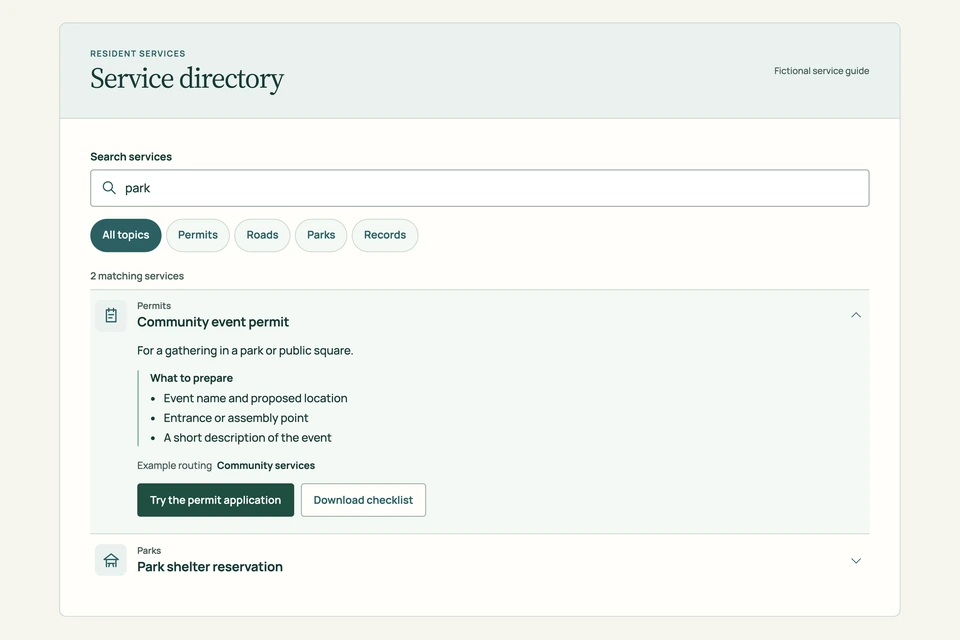 RESIDENT SERVICES
Service directory
Fictional service guide
Search services
park
All topics
Permits
Roads
Parks
Records
2 matching services
Permits
Community event permit
For a gathering in a park or public square.
What to prepare
• Event name and proposed location
• Entrance or assembly point
• A short description of the event
Example routing Community services
Try the permit application
Download checklist
Parks
Park shelter reservation